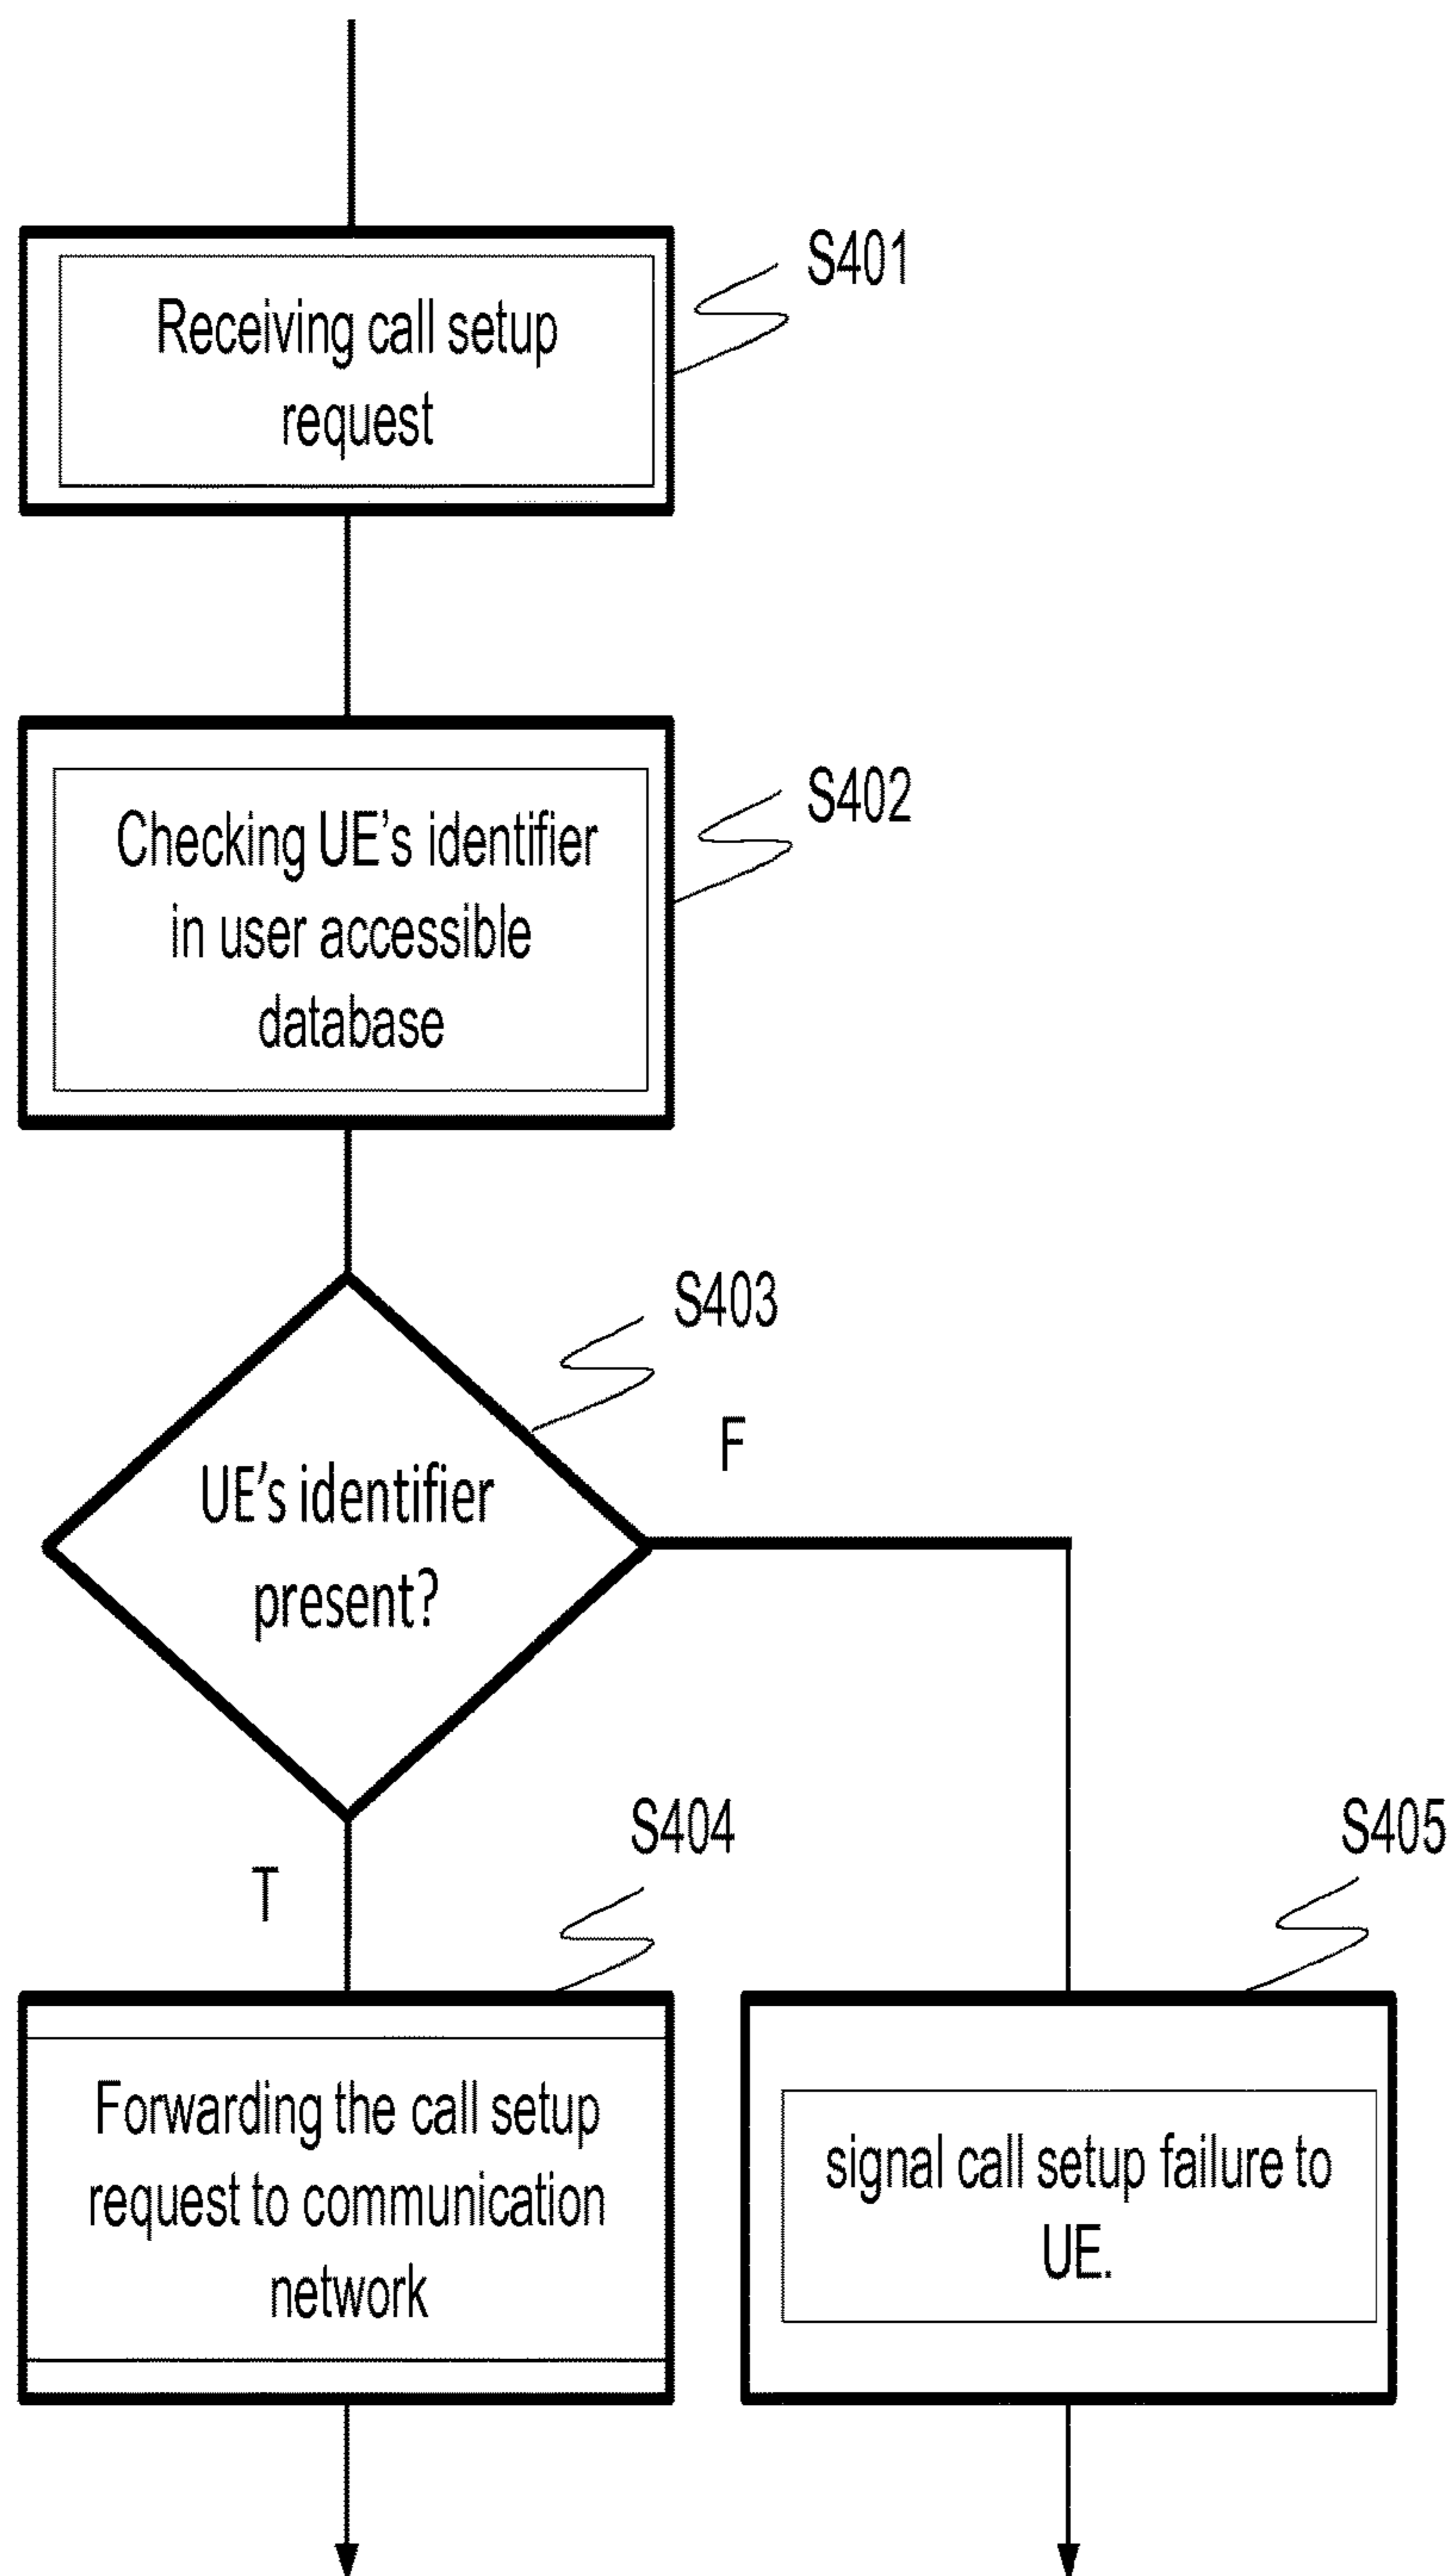 S401
Receiving call setup
request
S402
Checking UE's identifier
in user accessible
database
S403
F
UE's identifier
present?
S404
S405
T
Forwarding the call setup
request to communication
network
signal call setup failure to
UE.